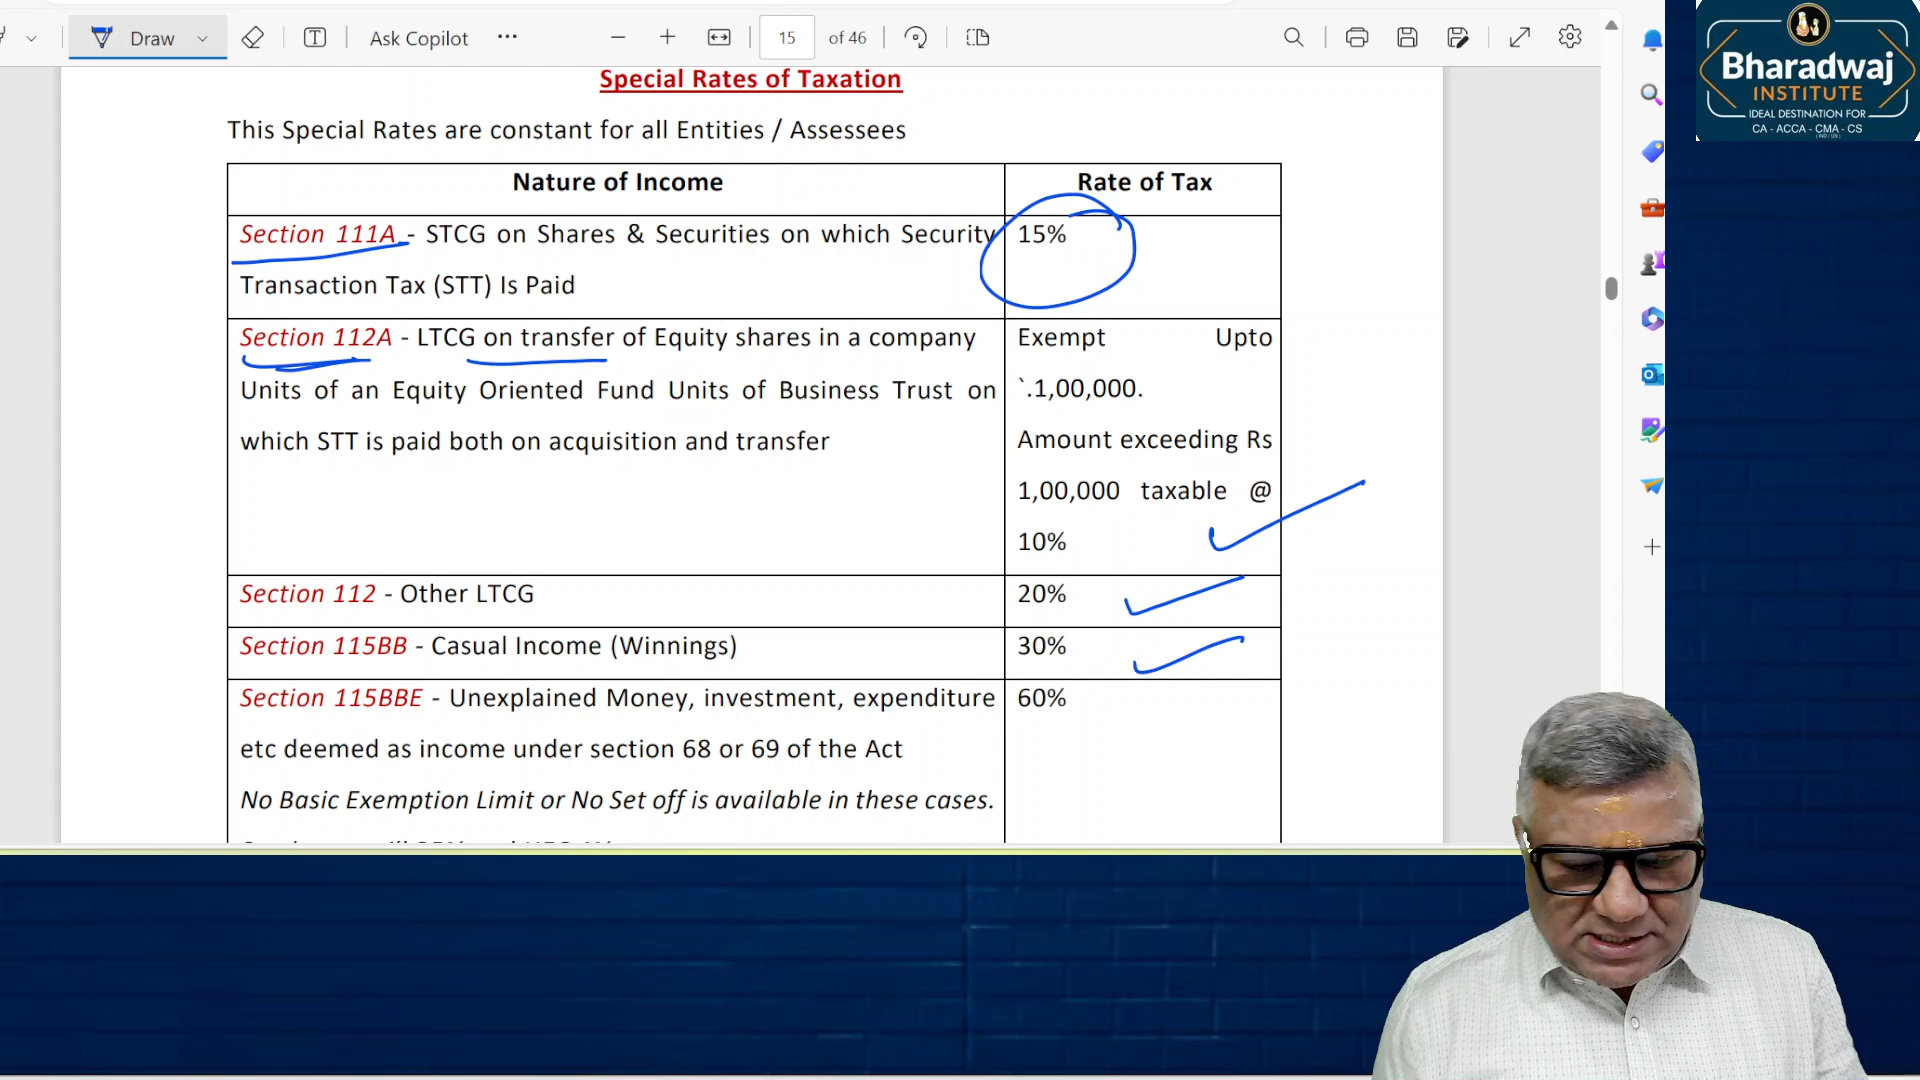 Draw
Ask Copilot
15 of 46
Bharadwaj
INSTITUTE
IDEAL DESTINATION FOR
CA - ACCA - CMA - CS
Special Rates of Taxation
This Special Rates are constant for all Entities / Assessees
Nature of Income Rate of Tax
Section 111A - STCG on Shares & Securities on which Security 15%
Transaction Tax (STT) Is Paid
Section 112A - LTCG on transfer of Equity shares in a company Exempt Upto
Units of an Equity Oriented Fund Units of Business Trust on `.1,00,000.
which STT is paid both on acquisition and transfer Amount exceeding Rs
1,00,000 taxable @
10%
Section 112 - Other LTCG 20%
Section 115BB - Casual Income (Winnings) 30%
Section 115BBE - Unexplained Money, investment, expenditure 60%
etc deemed as income under section 68 or 69 of the Act
No Basic Exemption Limit or No Set off is available in these cases.